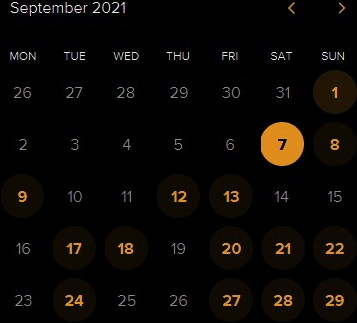 September 2021
MON TUE WED THU FRI SAT SUN
26 27 28 29 30 31 1
2 3 4 5 6 7 8
9 10 11 12 13 14 15
16 17 18 19 20 21 22
23 24 25 26 27 28 29